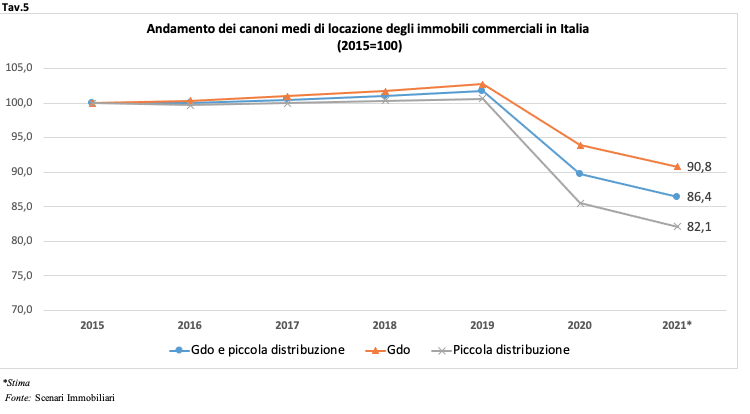 Tav.5
Andamento dei canoni medi di locazione degli immobili commerciali in Italia
(2015=100)
105,0
100,0
95,0
90,0
85,0
80,0
75,0
70,0
90,8
86,4
82,1
2015 2016 2017 2018 2019 2020 2021*
Gdo e piccola distribuzione Gdo Piccola distribuzione
*Stima
Fonte: Scenari Immobiliari